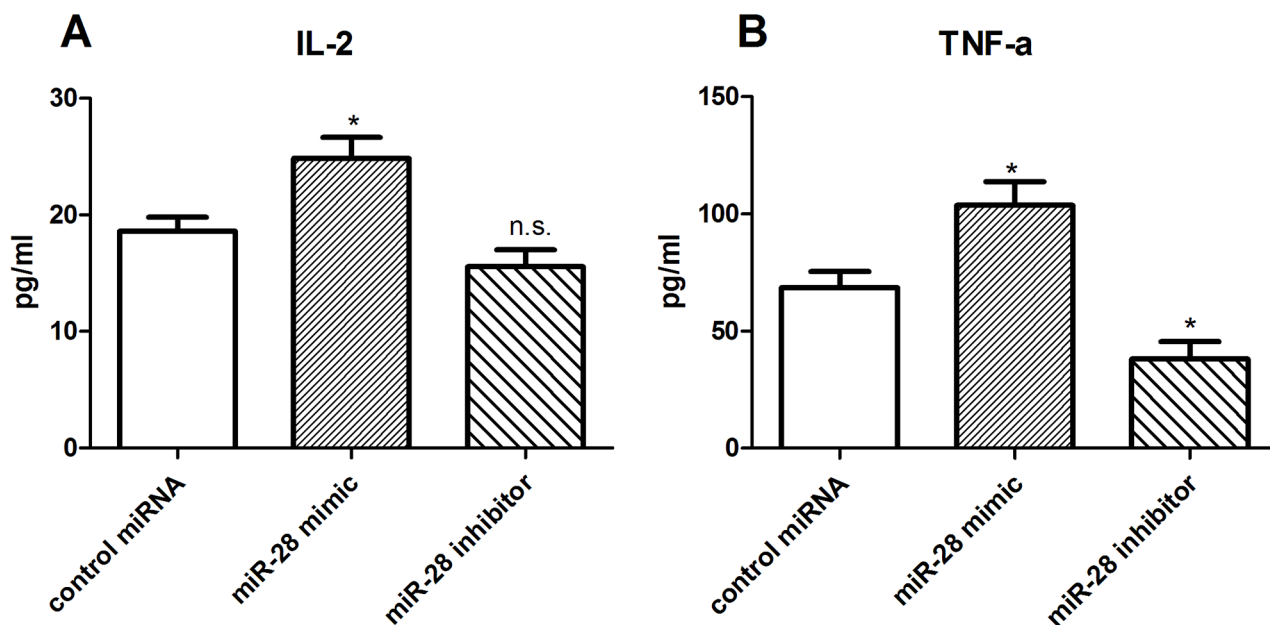 A
IL-2
pg/ml
30
20
10
0
*
n.s.
control miRNA
miR-28 mimic
miR-28 inhibitor
B
TNF-a
pg/ml
150
100
50
0
*
*
control miRNA
miR-28 mimic
miR-28 inhibitor